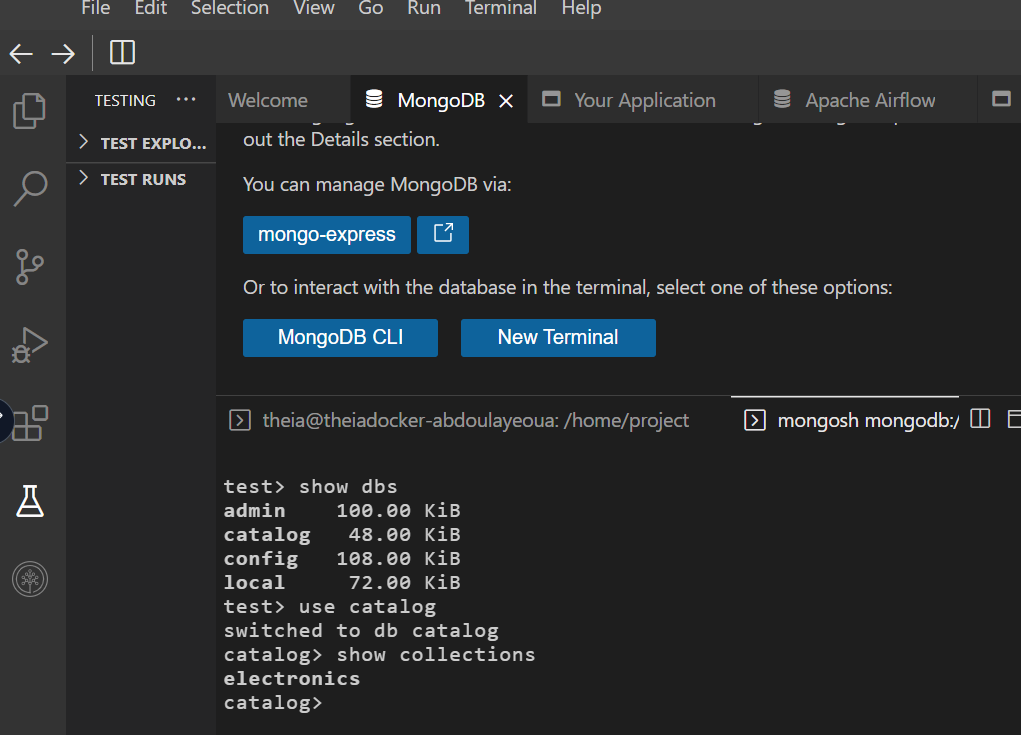 File Edit Selection View Go Run Terminal Help
TESTING ···
Welcome MongoDB Your Application Apache Airflow
TEST EXPLO...
TEST RUNS
out the Details section.
You can manage MongoDB via:
mongo-express
Or to interact with the database in the terminal, select one of these options:
MongoDB CLI New Terminal
theia@theiadocker-abdoulayeoua: /home/project
mongosh mongodb:/
test> show dbs
admin 100.00 KiB
catalog 48.00 KiB
config 108.00 KiB
local 72.00 KiB
test> use catalog
switched to db catalog
catalog> show collections
electronics
catalog>